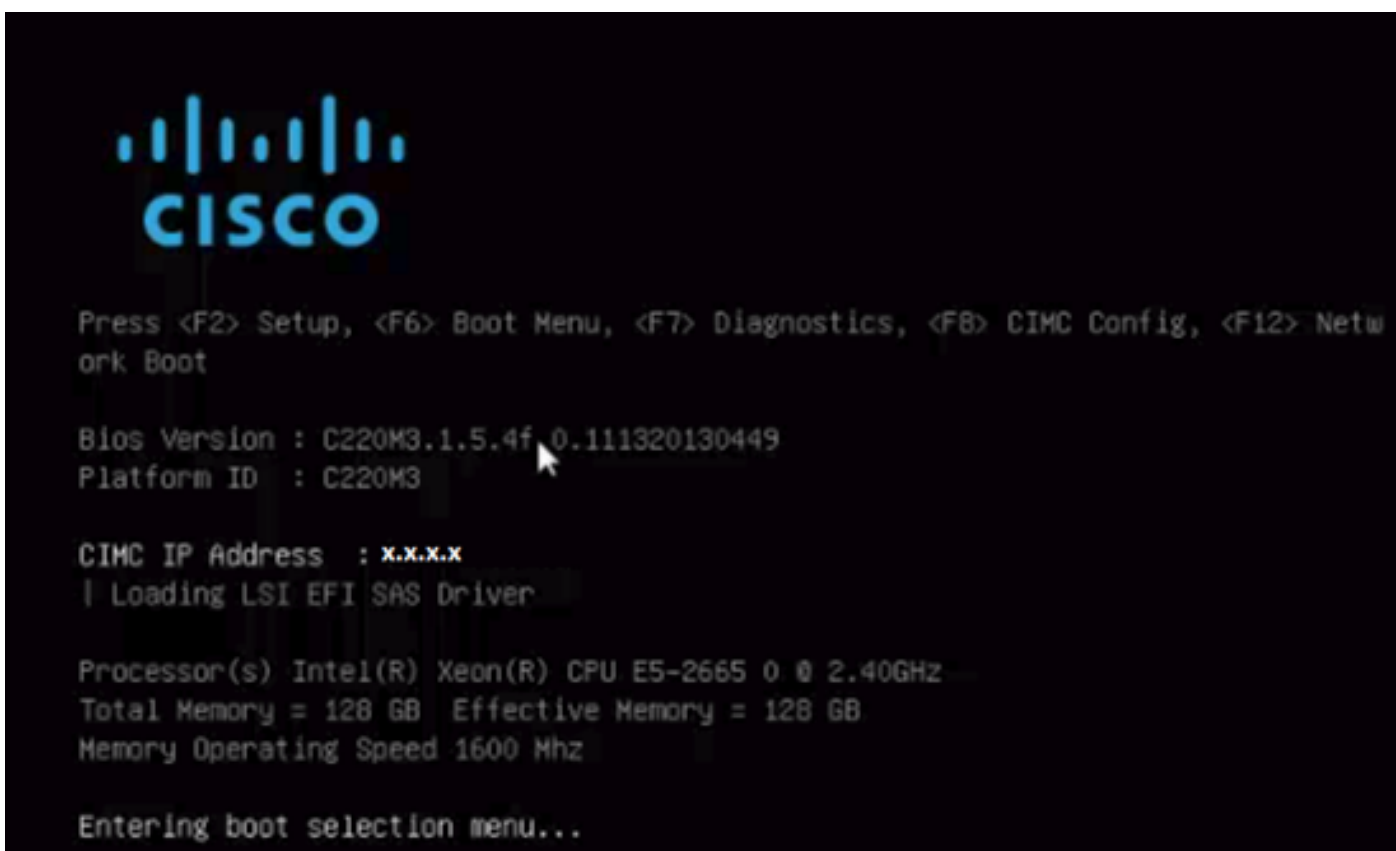 CISCO
Press <F2> Setup, <F6> Boot Menu, <F7> Diagnostics, <F8> CIMC Config, <F12> Netw
ork Boot
Bios Version : C220M3.1.5.4f.0.111320130449
Platform ID : C220M3
CIMC IP Address : x.x.x.x
| Loading LSI EFI SAS Driver
Processor(s) Intel(R) Xeon(R) CPU E5-2665 0 @ 2.40GHz
Total Memory = 128 GB Effective Memory = 128 GB
Memory Operating Speed 1600 Mhz
Entering boot selection menu...